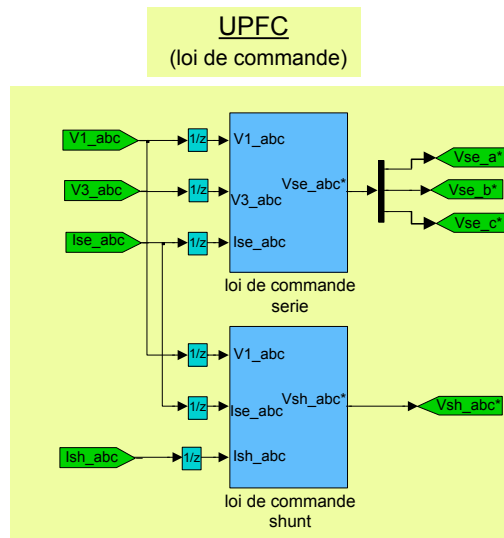 UPFC
(loi de commande)
V1_abc
1/z
V1_abc
V3_abc
1/z
V3_abc
Vse_abc*
Ise_abc
1/z
Ise_abc
Vse_a*
Vse_b*
Vse_c*
loi de commande
serie
1/z
V1_abc
1/z
Ise_abc
Vsh_abc*
Vsh_abc*
Ish_abc
1/z
Ish_abc
loi de commande
shunt